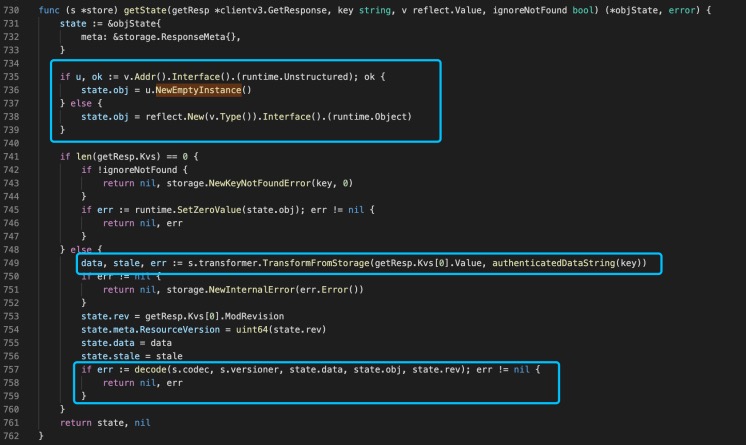 730 func (s *store) getState(getResp *clientv3.GetResponse, key string, v reflect.Value, ignoreNotFound bool) (*objState, error) {
731     state := &objState{
732         meta: &storage.ResponseMeta{},
733     }
734
735     if u, ok := v.Addr().Interface().(runtime.Unstructured); ok {
736         state.obj = u.NewEmptyInstance()
737     } else {
738         state.obj = reflect.New(v.Type()).Interface().(runtime.Object)
739     }
740
741     if len(getResp.Kvs) == 0 {
742         if !ignoreNotFound {
743             return nil, storage.NewKeyNotFoundError(key, 0)
744         }
745         if err := runtime.SetZeroValue(state.obj); err != nil {
746             return nil, err
747         }
748     } else {
749         data, stale, err := s.transformer.TransformFromStorage(getResp.Kvs[0].Value, authenticatedDataString(key))
750         if err != nil {
751             return nil, storage.NewInternalError(err.Error())
752         }
753         state.rev = getResp.Kvs[0].ModRevision
754         state.meta.ResourceVersion = uint64(state.rev)
755         state.data = data
756         state.stale = stale
757         if err := decode(s.codec, s.versioner, state.data, state.obj, state.rev); err != nil {
758             return nil, err
759         }
760     }
761     return state, nil
762 }